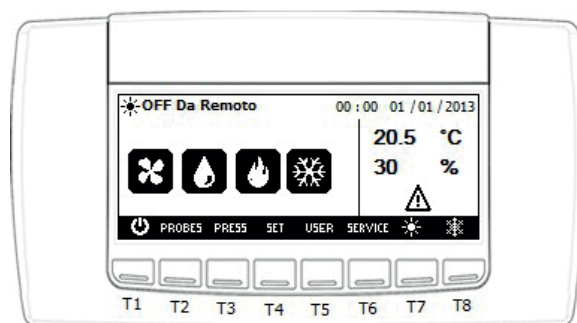 OFF Da Remoto 00 : 00 01 / 01 / 2013
20.5 °C
30 %
PROBES PRESS SET USER SERVICE
T1 T2 T3 T4 T5 T6 T7 T8